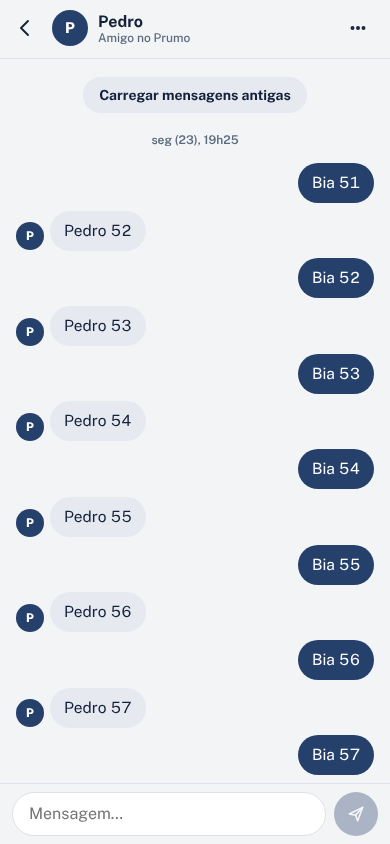 P
Pedro
Amigo no Prumo
Carregar mensagens antigas
seg (23), 19h25
Bia 51
P
Pedro 52
Bia 52
P
Pedro 53
Bia 53
P
Pedro 54
Bia 54
P
Pedro 55
Bia 55
P
Pedro 56
Bia 56
P
Pedro 57
Bia 57
Mensagem...